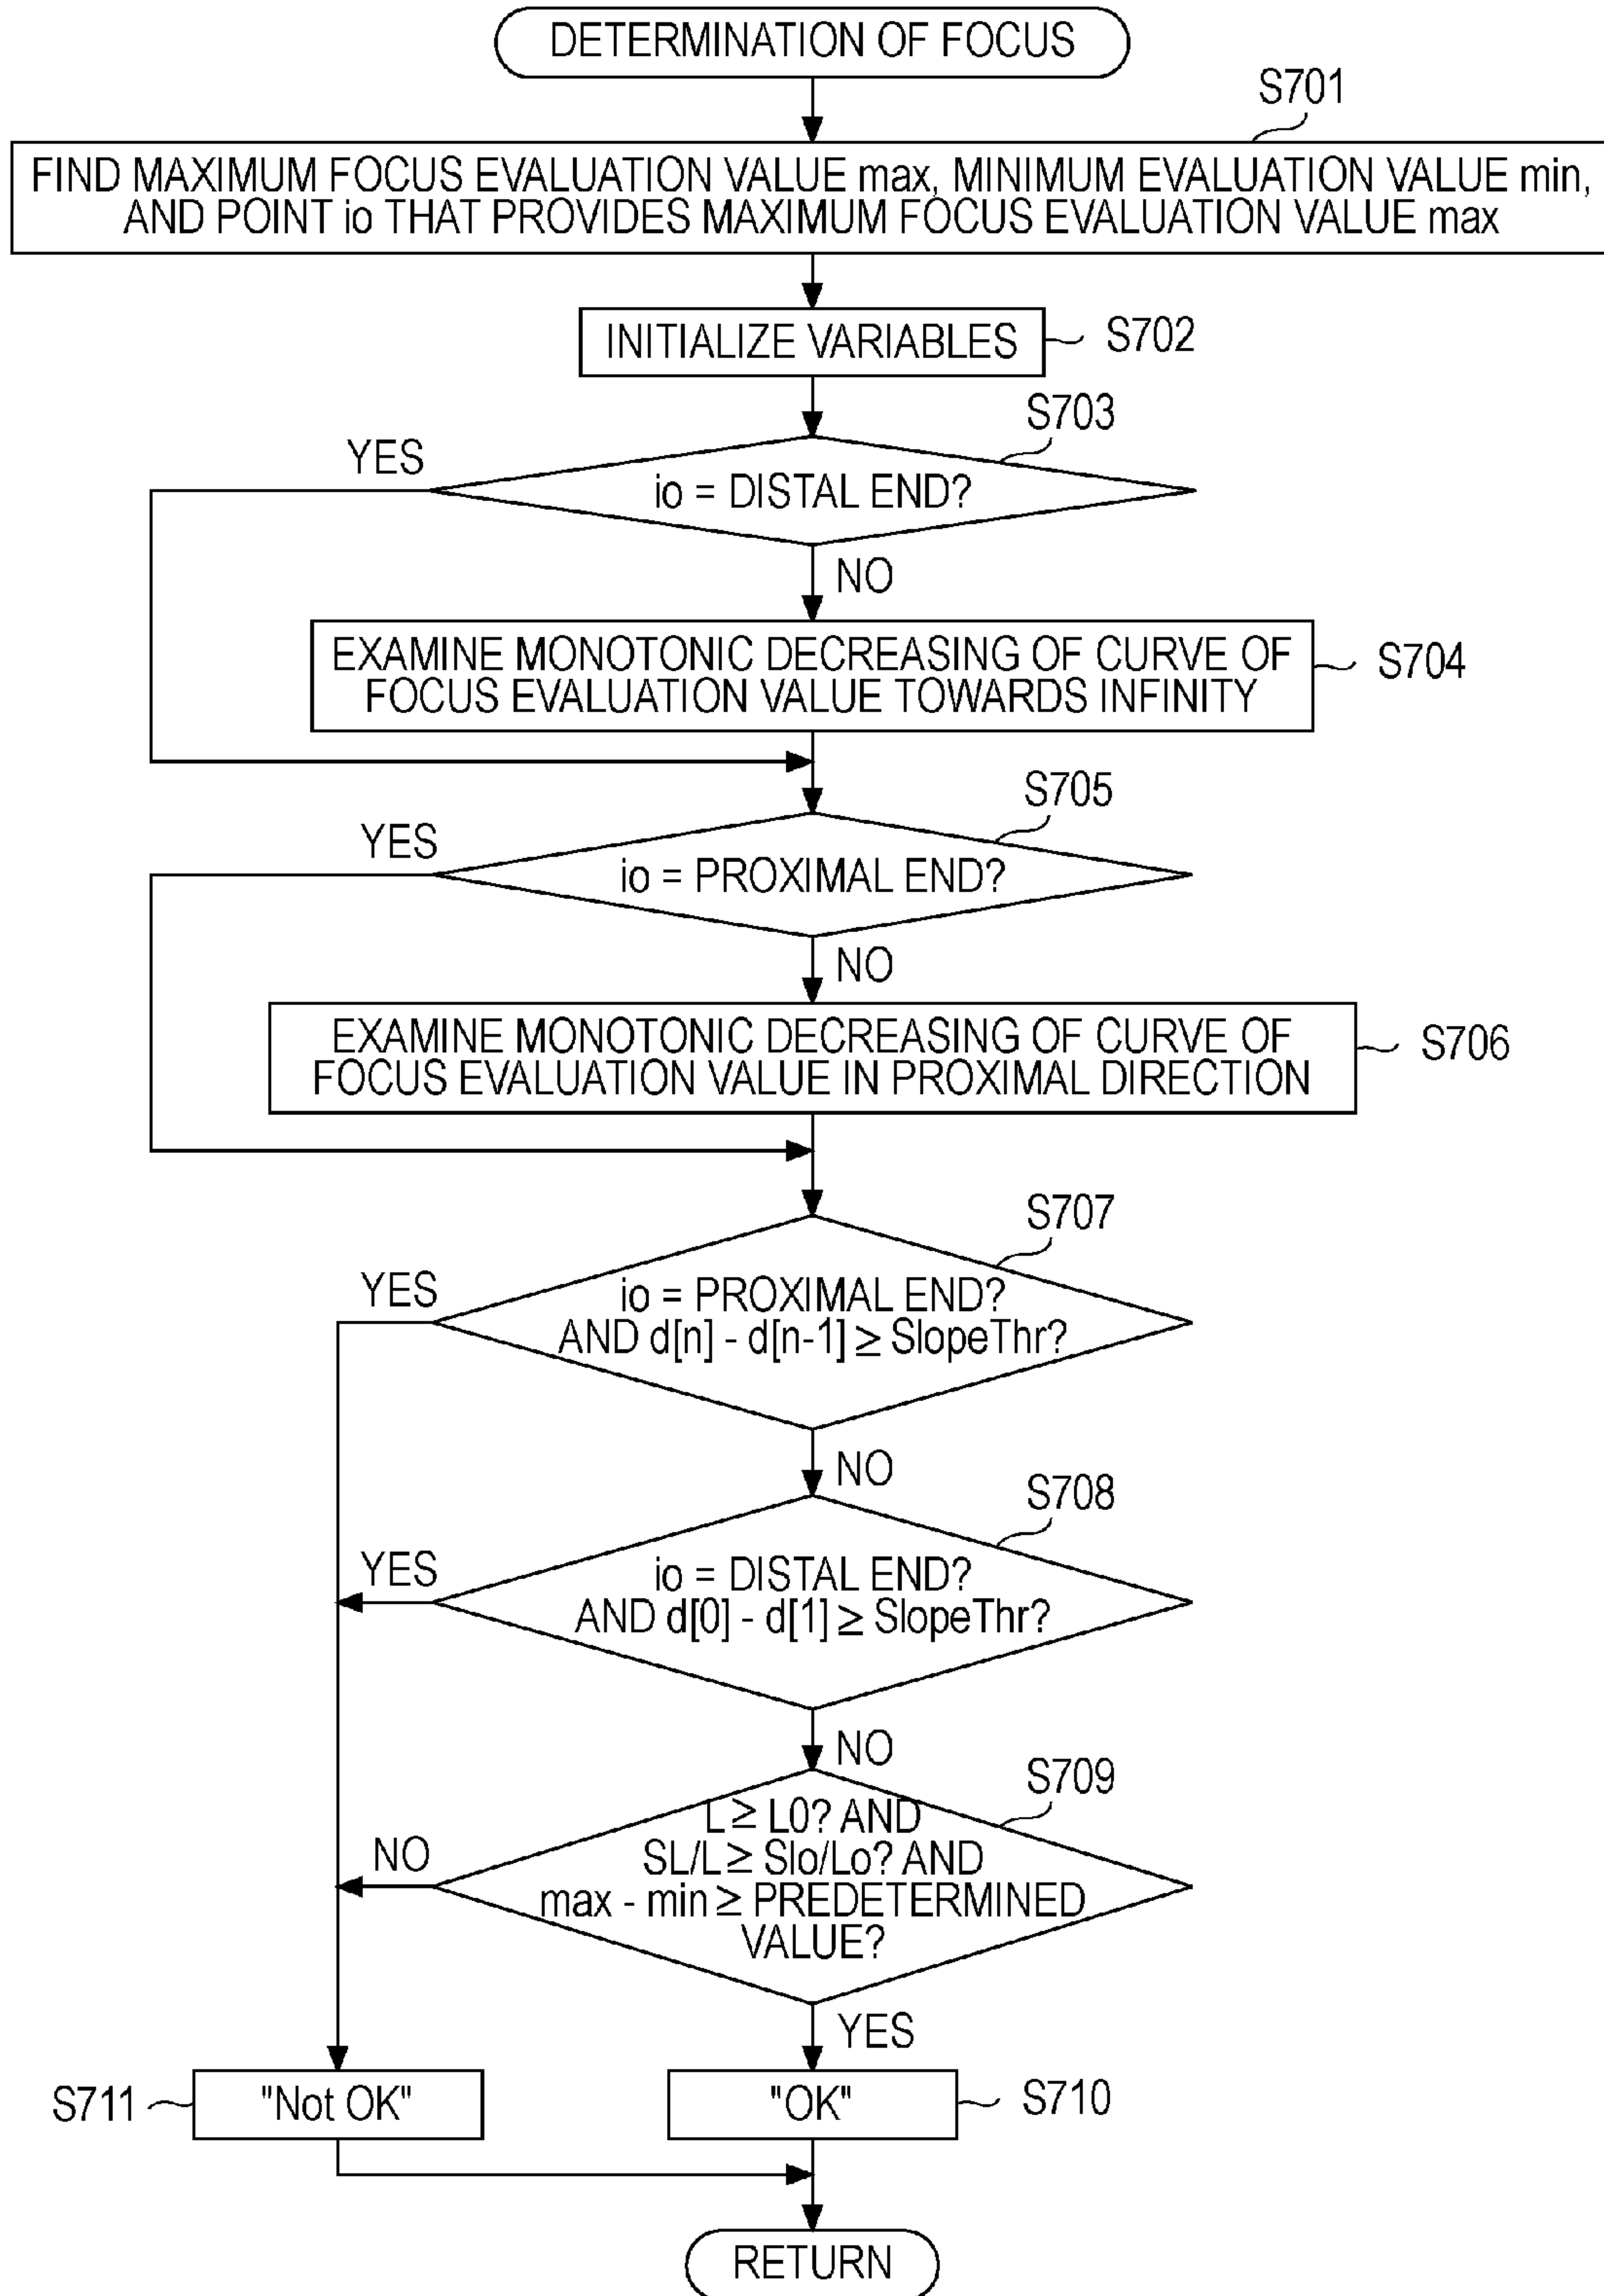 DETERMINATION OF FOCUS
S701
FIND MAXIMUM FOCUS EVALUATION VALUE max, MINIMUM EVALUATION VALUE min,
AND POINT io THAT PROVIDES MAXIMUM FOCUS EVALUATION VALUE max
INITIALIZE VARIABLES
S702
S703
YES
io = DISTAL END?
NO
EXAMINE MONOTONIC DECREASING OF CURVE OF
FOCUS EVALUATION VALUE TOWARDS INFINITY
S704
S705
YES
io = PROXIMAL END?
NO
EXAMINE MONOTONIC DECREASING OF CURVE OF
FOCUS EVALUATION VALUE IN PROXIMAL DIRECTION
S706
S707
YES
io = PROXIMAL END?
AND d[n] - d[n-1] ≥ SlopeThr?
NO
S708
YES
io = DISTAL END?
AND d[0] - d[1] ≥ SlopeThr?
NO
S709
L ≥ L0? AND
NO
SL/L ≥ Slo/Lo? AND
max - min ≥ PREDETERMINED
VALUE?
YES
S711
"Not OK"
"OK"
S710
RETURN